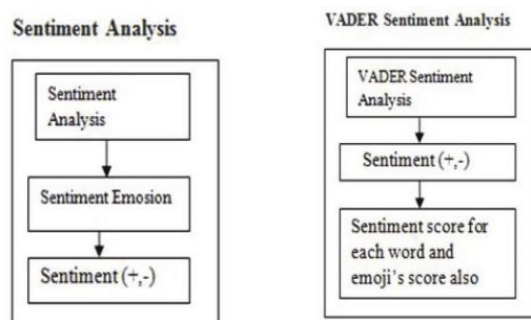 Sentiment Analysis
Sentiment
Analysis
Sentiment Emosion
Sentiment (+,-)
VADER Sentiment Analysis
VADER Sentiment
Analysis
Sentiment (+,-)
Sentiment score for
each word and
emoji's score also